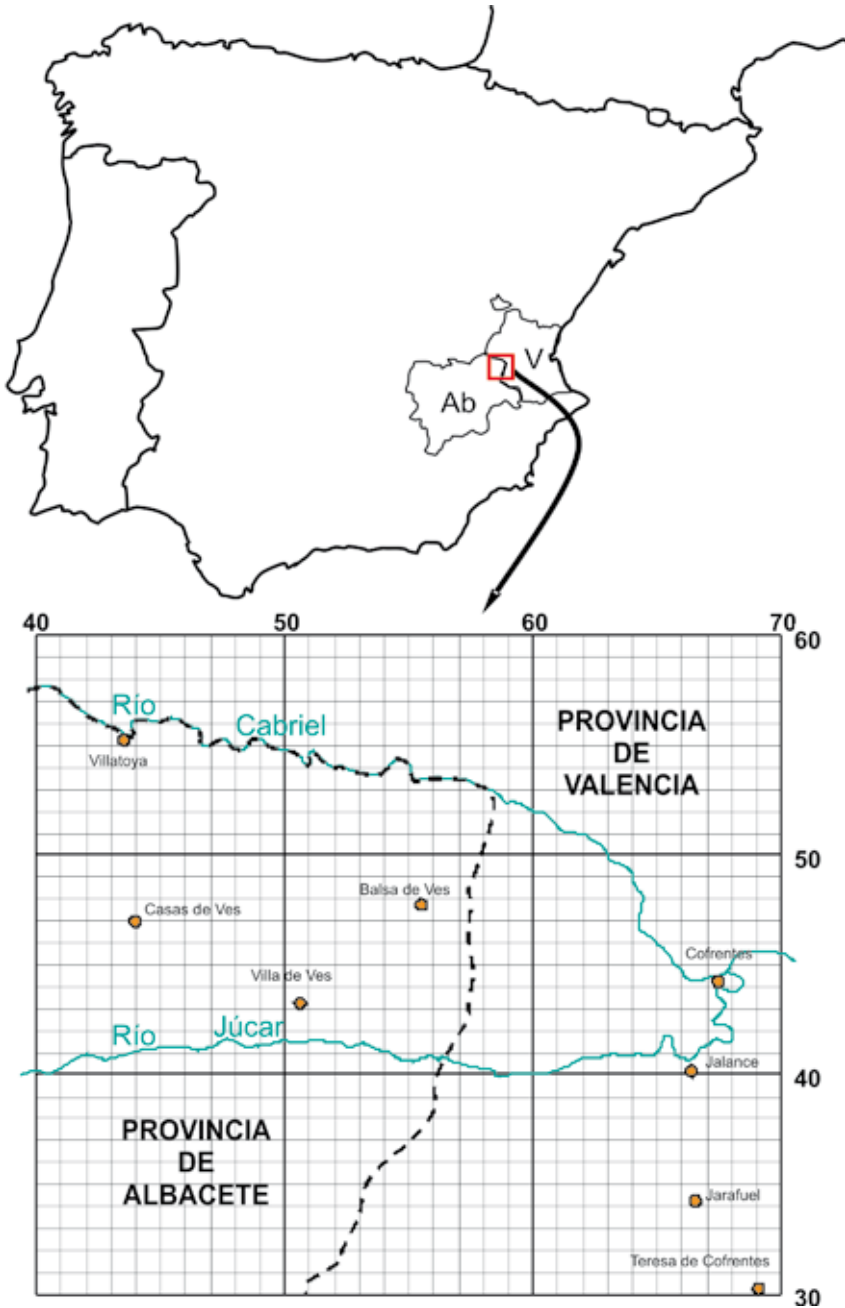 V
Ab
40 50 60 70
60
Río
Cabriel
PROVINCIA
DE
VALENCIA
Villatoya
50
Balsa de Ves
Casas de Ves
Cofrentes
Villa de Ves
Río
Júcar
Jalance
40
PROVINCIA
DE
ALBACETE
Jarafuel
Teresa de Cofrentes
30